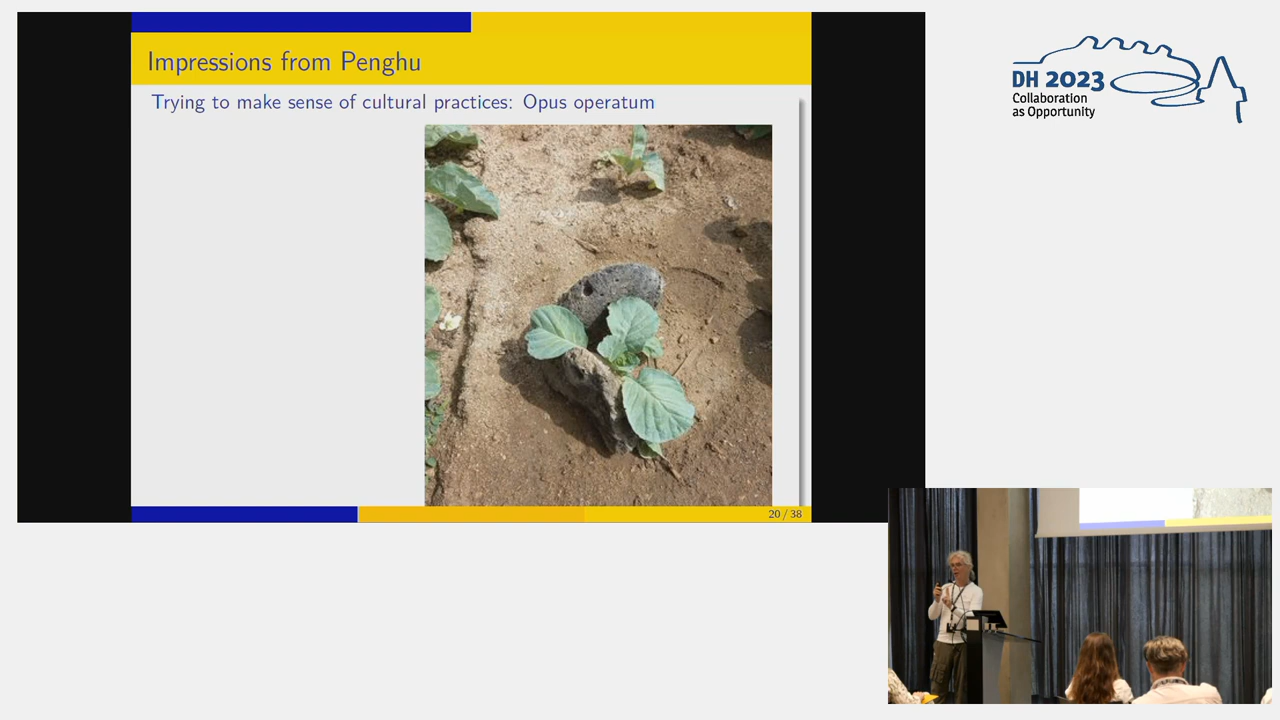 Impressions from Penghu
Trying to make sense of cultural practices: Opus operatum
20 / 38
DH 2023
Collaboration
as Opportunity